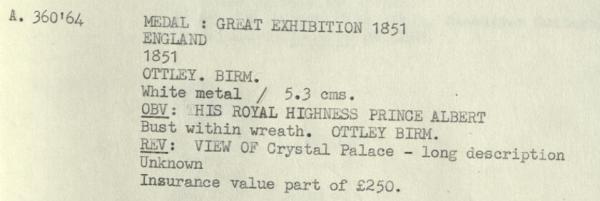 A. 360'64
MEDAL : GREAT EXHIBITION 1851
ENGLAND
1851
OTTLEY. BIRM.
White metal / 5.3 cms.
OBV: HIS ROYAL HIGHNESS PRINCE ALBERT
Bust within wreath. OTTLEY BIRM.
REV: VIEW OF Crystal Palace - long description
Unknown
Insurance value part of £250.